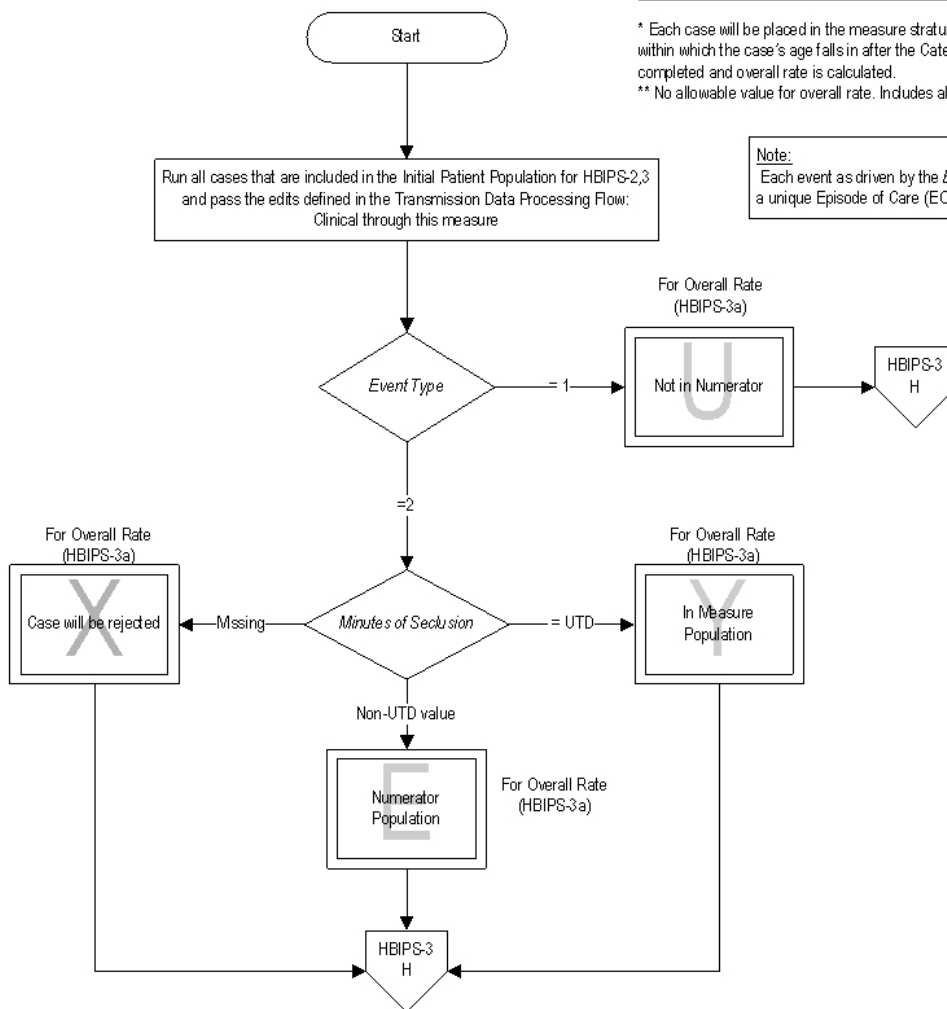 Start
* Each case will be placed in the measure stratu
within which the case's age falls in after the Cate
completed and overall rate is calculated.
** No allowable value for overall rate. Includes al
Run all cases that are included in the Initial Patient Population for HBIPS-2,3
and pass the edits defined in the Transmission Data Processing Flow:
Clinical through this measure
Note:
Each event as driven by the
a unique Episode of Care (EO
For Overall Rate
(HBIPS-3a)
Event Type
= 1
U
Not in Numerator
HBIPS-3
H
=2
For Overall Rate
(HBIPS-3a)
X
Case will be rejected
Mssing
Minutes of Seclusion
= UTD
For Overall Rate
(HBIPS-3a)
Y
In Measure
Population
Non-UTD value
E
Numerator
Population
For Overall Rate
(HBIPS-3a)
HBIPS-3
H